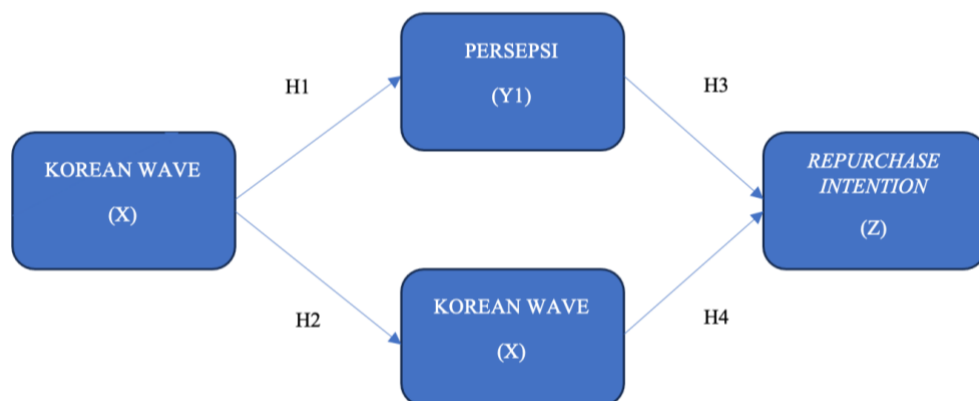 PERSEPSI
(Y1)
H1
H3
KOREAN WAVE
(X)
REPURCHASE
INTENTION
(Z)
H2
KOREAN WAVE
(X)
H4